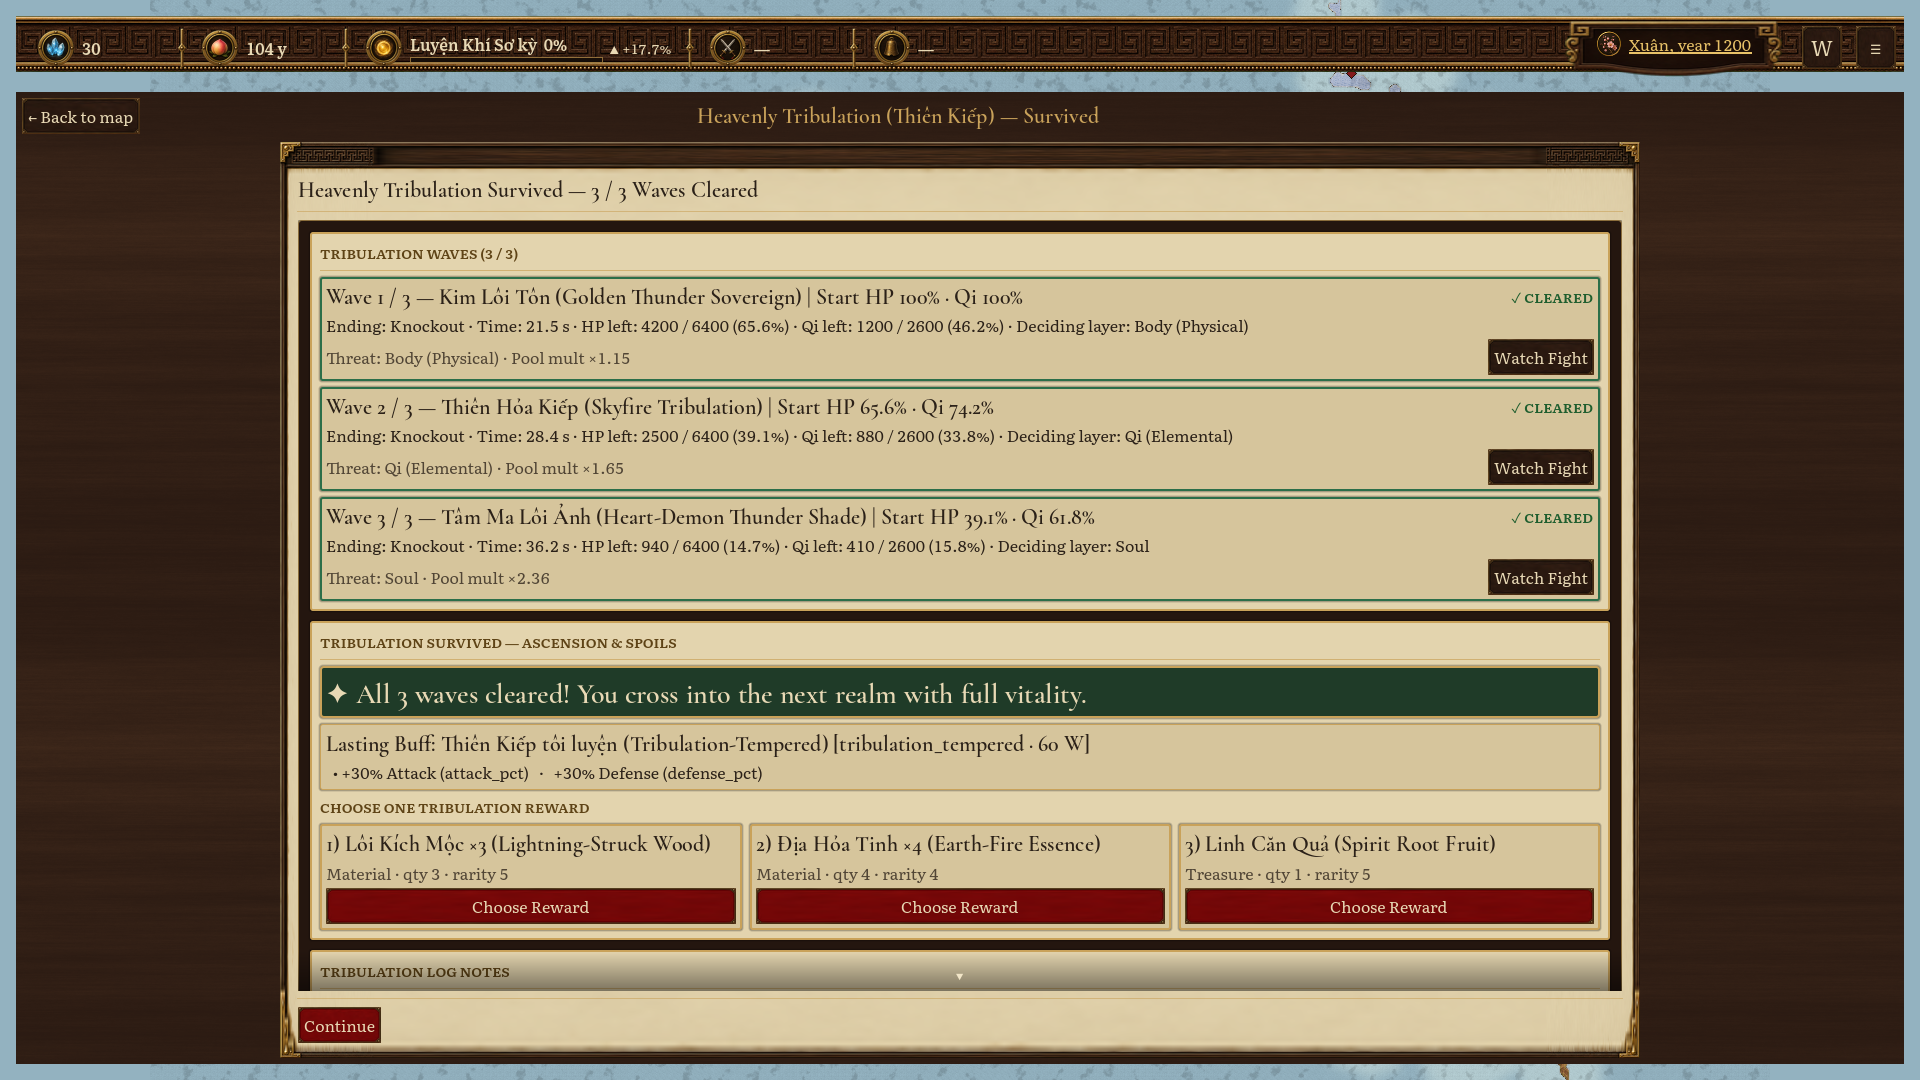 30
104 y
Luyện Khí Sơ kỳ 0%
▲ +17.7%
—
—
Xuân, year 1200
W
☰
← Back to map
Heavenly Tribulation (Thiên Kiếp) — Survived
Heavenly Tribulation Survived — 3 / 3 Waves Cleared
TRIBULATION WAVES (3 / 3)
Wave 1 / 3 — Kim Lôi Tôn (Golden Thunder Sovereign) | Start HP 100% · Qi 100%
✓ CLEARED
Ending: Knockout · Time: 21.5 s · HP left: 4200 / 6400 (65.6%) · Qi left: 1200 / 2600 (46.2%) · Deciding layer: Body (Physical)
Threat: Body (Physical) · Pool mult ×1.15
Watch Fight
Wave 2 / 3 — Thiên Hỏa Kiếp (Skyfire Tribulation) | Start HP 65.6% · Qi 74.2%
✓ CLEARED
Ending: Knockout · Time: 28.4 s · HP left: 2500 / 6400 (39.1%) · Qi left: 880 / 2600 (33.8%) · Deciding layer: Qi (Elemental)
Threat: Qi (Elemental) · Pool mult ×1.65
Watch Fight
Wave 3 / 3 — Tâm Ma Lôi Ảnh (Heart-Demon Thunder Shade) | Start HP 39.1% · Qi 61.8%
✓ CLEARED
Ending: Knockout · Time: 36.2 s · HP left: 940 / 6400 (14.7%) · Qi left: 410 / 2600 (15.8%) · Deciding layer: Soul
Threat: Soul · Pool mult ×2.36
Watch Fight
TRIBULATION SURVIVED — ASCENSION & SPOILS
✦ All 3 waves cleared! You cross into the next realm with full vitality.
Lasting Buff: Thiên Kiếp tôi luyện (Tribulation-Tempered) [tribulation_tempered · 60 W]
• +30% Attack (attack_pct) · +30% Defense (defense_pct)
CHOOSE ONE TRIBULATION REWARD
1) Lôi Kích Mộc ×3 (Lightning-Struck Wood)
Material · qty 3 · rarity 5
Choose Reward
2) Địa Hỏa Tinh ×4 (Earth-Fire Essence)
Material · qty 4 · rarity 4
Choose Reward
3) Linh Căn Quả (Spirit Root Fruit)
Treasure · qty 1 · rarity 5
Choose Reward
TRIBULATION LOG NOTES
▼
Continue